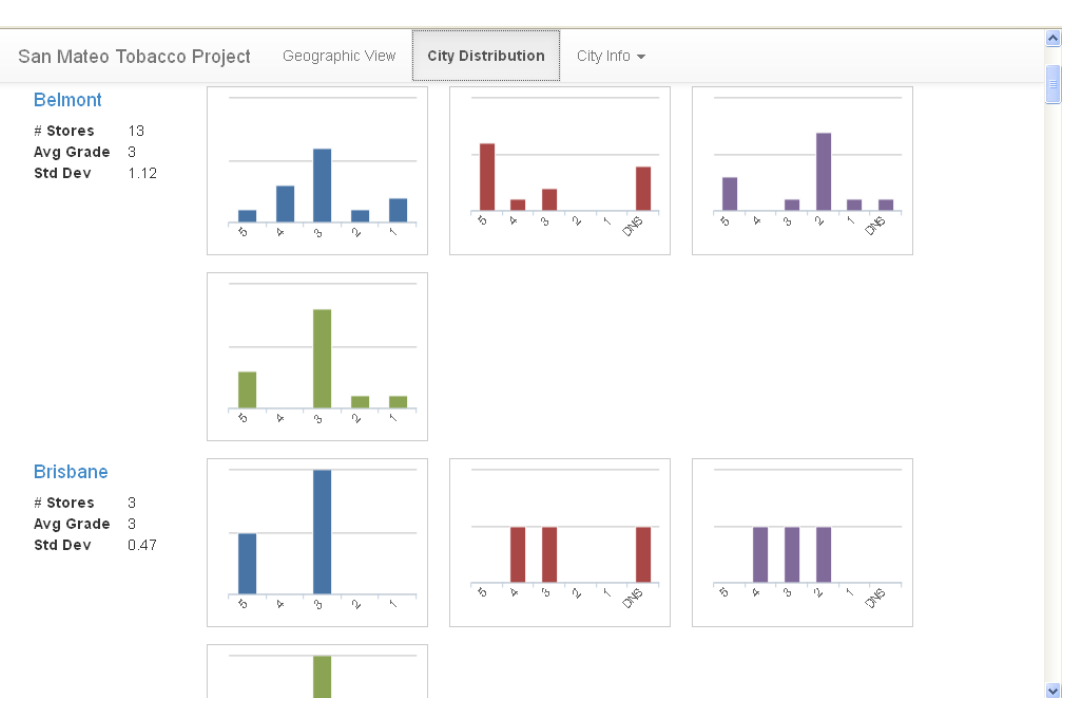 San Mateo Tobacco Project Geographic View City Distribution City Info
Belmont
# Stores 13
Avg Grade 3
Std Dev 1.12
5 4 3 2 1
5 4 3 2 1 DNS
5 4 3 2 1 DNS
5 4 3 2 1
Brisbane
# Stores 3
Avg Grade 3
Std Dev 0.47
5 4 3 2 1
5 4 3 2 1 DNS
5 4 3 2 1 DNS